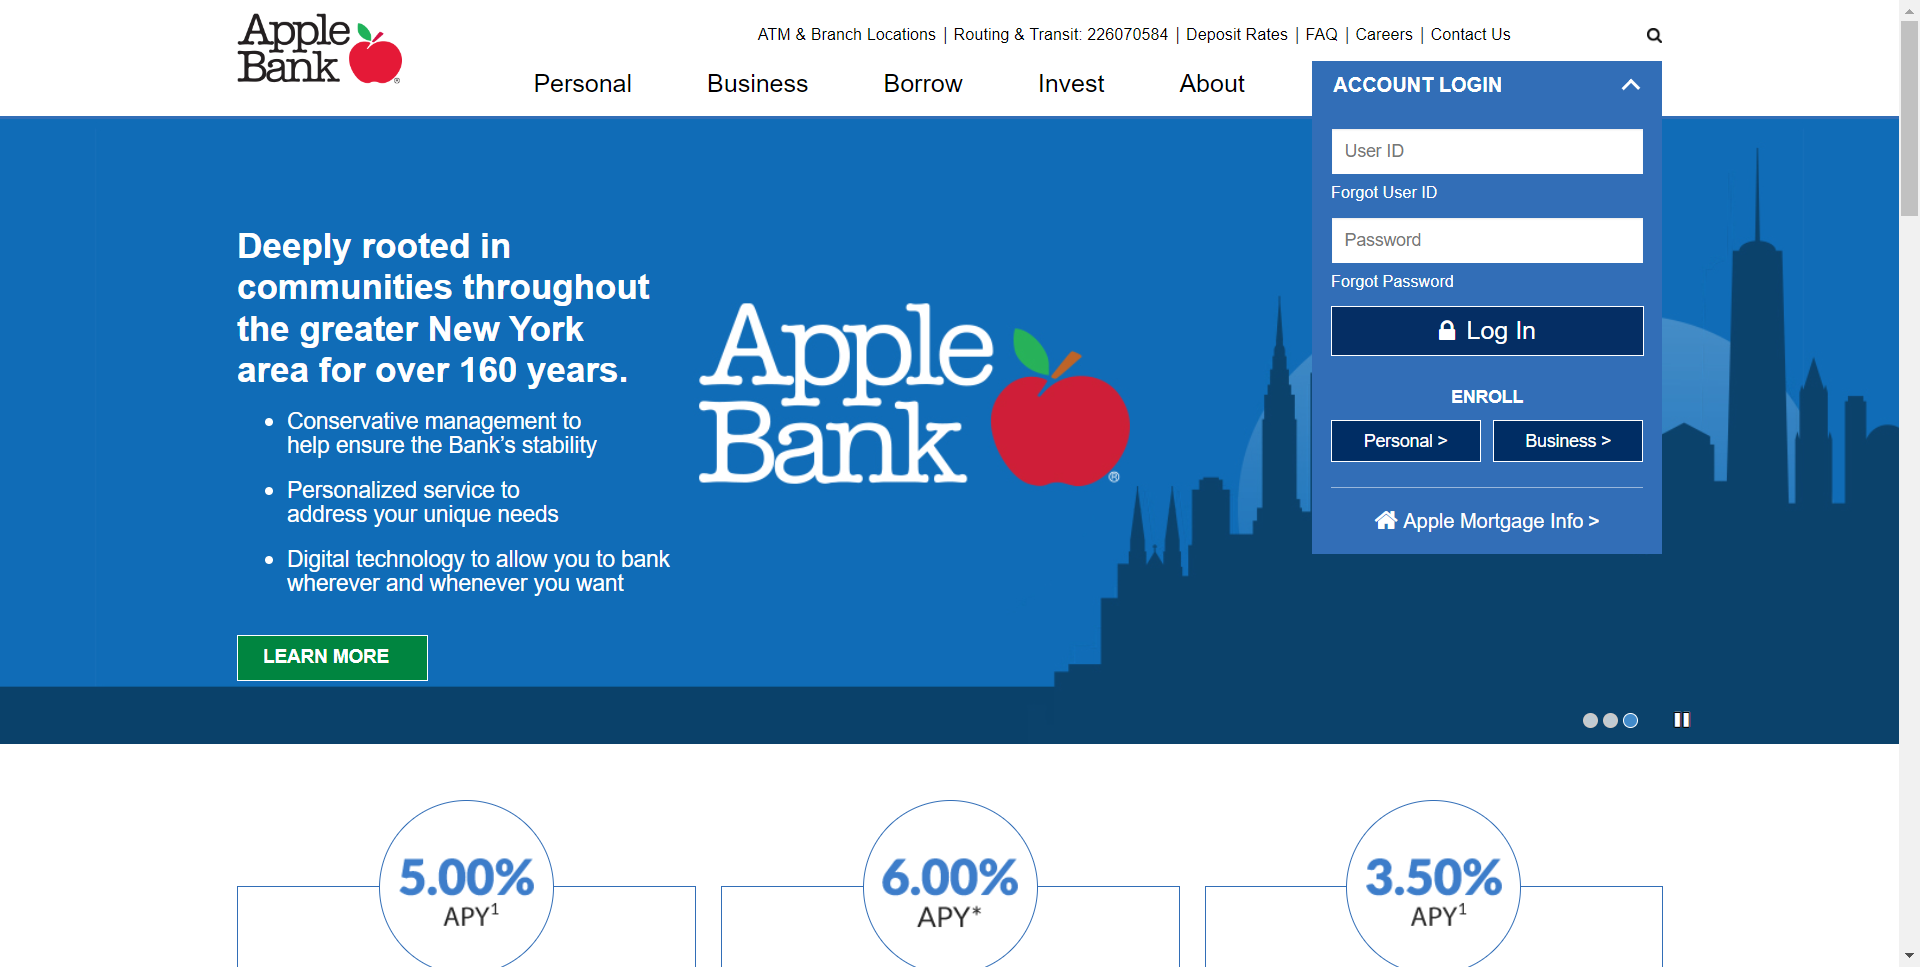 Apple
Bank
ATM & Branch Locations | Routing & Transit: 226070584 | Deposit Rates | FAQ | Careers | Contact Us
Personal Business Borrow Invest About
ACCOUNT LOGIN
User ID
Forgot User ID
Password
Forgot Password
Log In
ENROLL
Personal > Business >
Apple Mortgage Info >
Deeply rooted in
communities throughout
the greater New York
area for over 160 years.
• Conservative management to
help ensure the Bank’s stability
• Personalized service to
address your unique needs
• Digital technology to allow you to bank
wherever and whenever you want
LEARN MORE
Apple
Bank®
5.00%
APY¹
6.00%
APY*
3.50%
APY¹